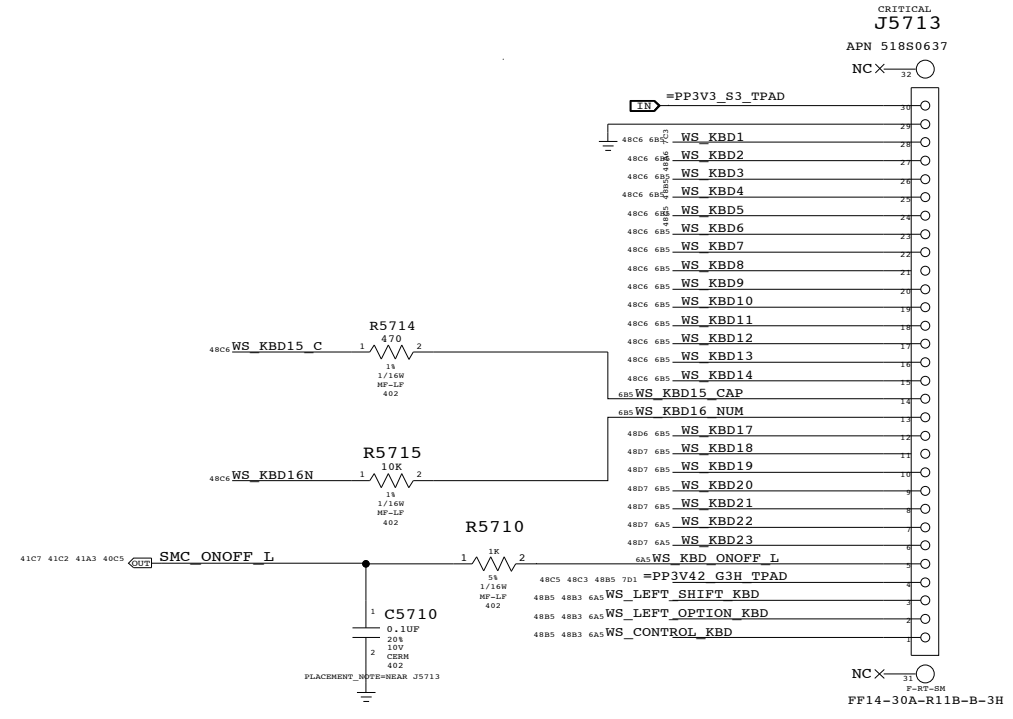 CRITICAL
J5713
APN 518S0637
NC 32
=PP3V3_S3_TPAD
IN 30
29
48C6 6B5 WS_KBD1 28
48C6 6B5 WS_KBD2 27
48C6 6B5 WS_KBD3 26
48C6 6B5 WS_KBD4 25
48C6 6B5 WS_KBD5 24
48C6 6B5 WS_KBD6 23
48C6 6B5 WS_KBD7 22
48C6 6B5 WS_KBD8 21
48C6 6B5 WS_KBD9 20
48C6 6B5 WS_KBD10 19
48C6 6B5 WS_KBD11 18
48C6 6B5 WS_KBD12 17
48C6 6B5 WS_KBD13 16
48C6 6B5 WS_KBD14 15
6B5 WS_KBD15_CAP 14
6B5 WS_KBD16_NUM 13
48D6 6B5 WS_KBD17 12
48D7 6B5 WS_KBD18 11
48D7 6B5 WS_KBD19 10
48D7 6B5 WS_KBD20 9
48D7 6B5 WS_KBD21 8
48D7 6A5 WS_KBD22 7
48D7 6A5 WS_KBD23 6
6A5 WS_KBD_ONOFF_L 5
48C5 48C3 48B5 7D1 =PP3V42_G3H_TPAD 4
48B5 48B3 6A5 WS_LEFT_SHIFT_KBD 3
48B5 48B3 6A5 WS_LEFT_OPTION_KBD 2
48B5 48B3 6A5 WS_CONTROL_KBD 1
NC 31
F-RT-SM
FF14-30A-R11B-B-3H
R5714
470
48C6 WS_KBD15_C 1 2
1%
1/16W
MF-LF
402
R5715
10K
48C6 WS_KBD16N 1 2
1%
1/16W
MF-LF
402
R5710
1K
41C7 41C2 41A3 40C5 OUT SMC_ONOFF_L 1 2
5%
1/16W
MF-LF
402
1
C5710
0.1UF
20%
10V
2
CERM
402
PLACEMENT_NOTE=NEAR J5713